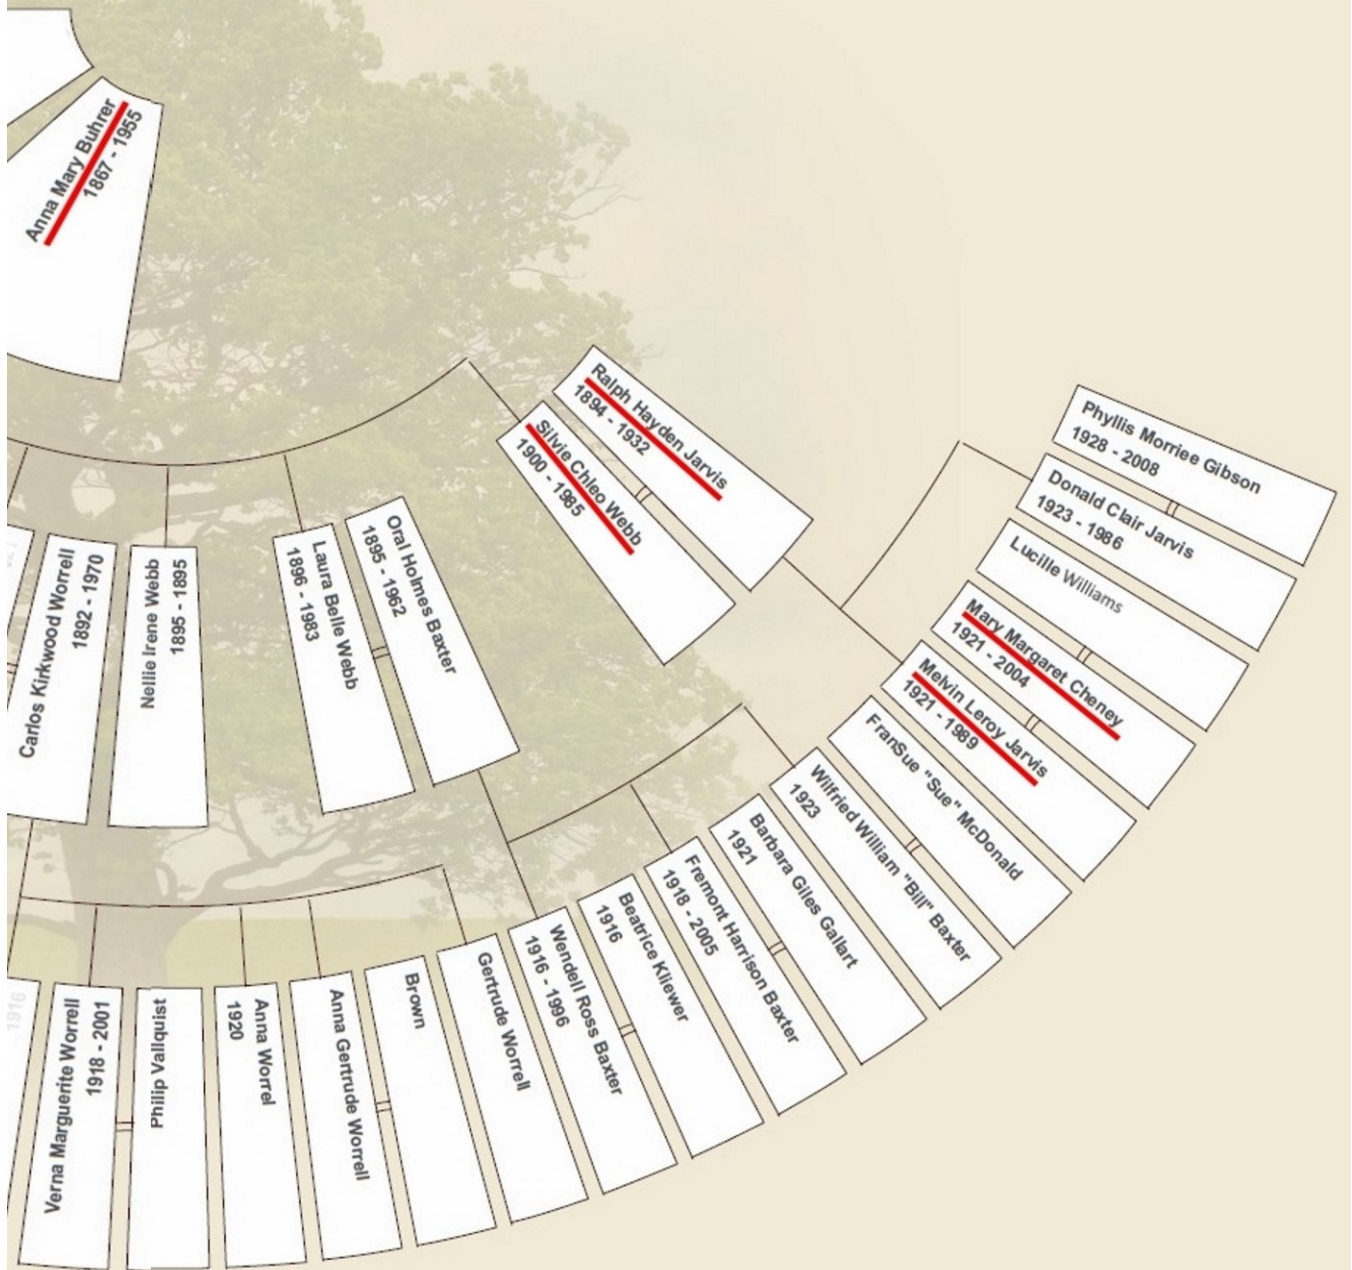 Anna Mary Buhrer
1867 - 1955
Ralph Hayden Jarvis
1894 - 1932
Silvie Chleo Webb
1900 - 1985
Phyllis Morriee Gibson
1928 - 2008
Donald Clair Jarvis
1923 - 1986
Lucille Williams
Mary Margaret Cheney
1921 - 2004
Melvin Leroy Jarvis
1921 - 1989
FranSue "Sue" McDonald
Wilfried William "Bill" Baxter
1923
Barbara Giles Gallart
1921
Fremont Harrison Baxter
1918 - 2005
Beatrice Kliewer
1916
Wendell Ross Baxter
1916 - 1996
Oral Holmes Baxter
1895 - 1962
Laura Belle Webb
1896 - 1983
Nellie Irene Webb
1895 - 1895
Carlos Kirkwood Worrell
1892 - 1970
Gertrude Worrell
Brown
Anna Gertrude Worrell
Anna Worrel
1920
Philip Vallquist
Verna Marguerite Worrell
1918 - 2001
1916